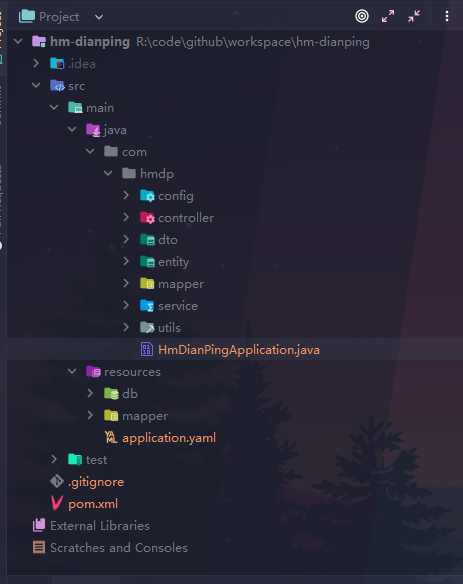 Project
hm-dianping R:\code\github\workspace\hm-dianping
.idea
src
main
java
com
hmdp
config
controller
dto
entity
mapper
service
utils
HmDianPingApplication.java
resources
db
mapper
application.yaml
test
.gitignore
pom.xml
External Libraries
Scratches and Consoles